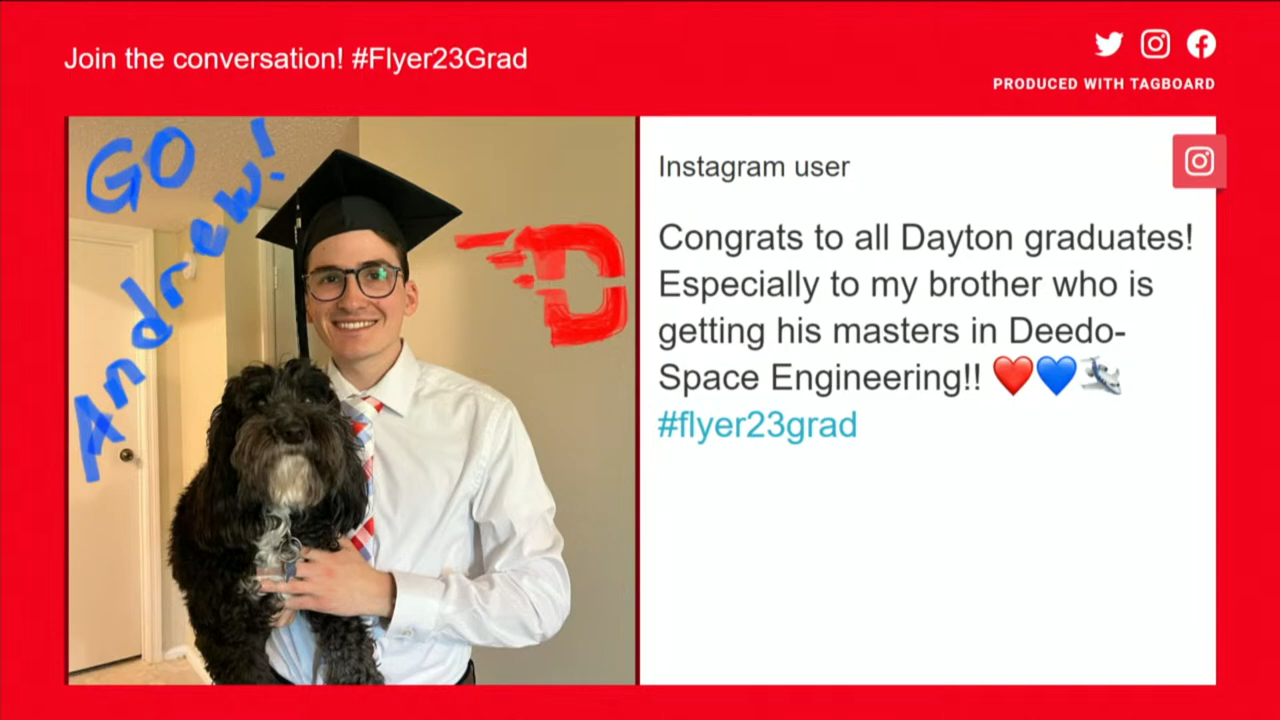 Join the conversation! #Flyer23Grad
PRODUCED WITH TAGBOARD
GO
Andrew!
D
Instagram user
Congrats to all Dayton graduates!
Especially to my brother who is
getting his masters in Deedo-
Space Engineering!! ❤️💙🛩️
#flyer23grad